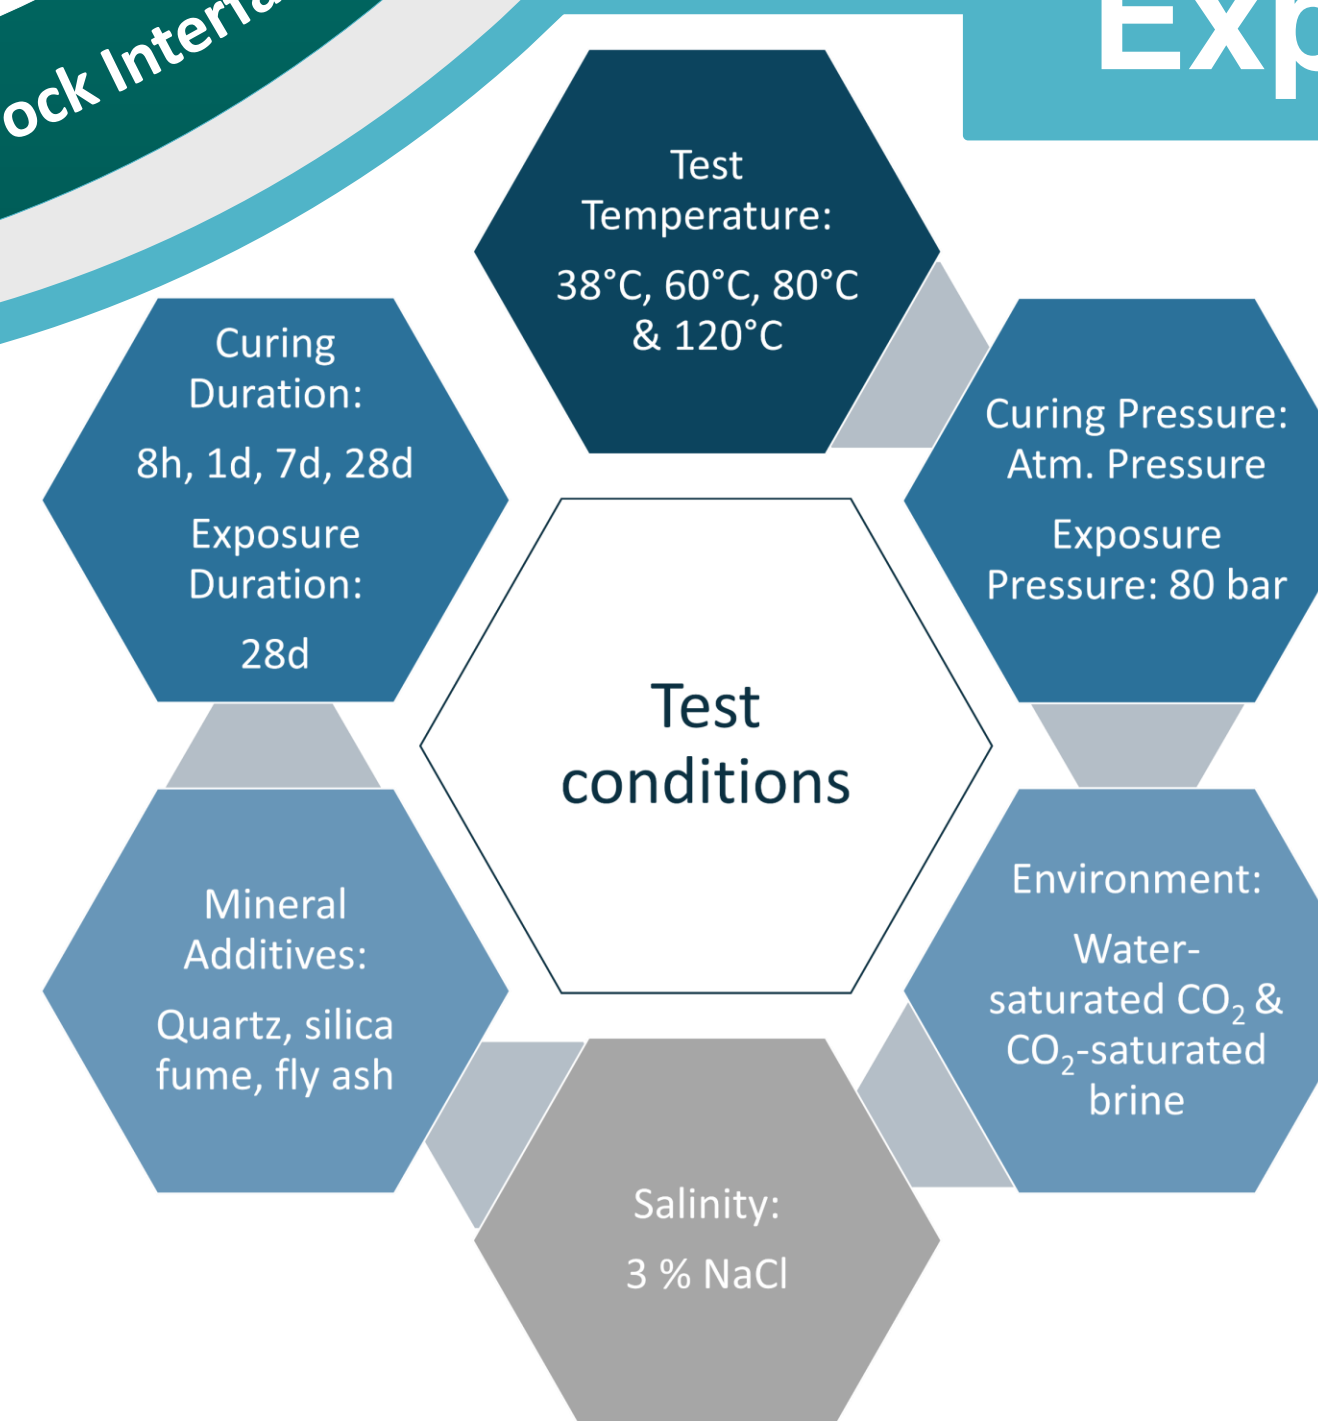 ock Interfa
Exp
Test
Temperature:
38°C, 60°C, 80°C
& 120°C
Curing Pressure:
Atm. Pressure
Exposure
Pressure: 80 bar
Environment:
Water-
saturated CO₂ &
CO₂-saturated
brine
Salinity:
3 % NaCl
Mineral
Additives:
Quartz, silica
fume, fly ash
Curing
Duration:
8h, 1d, 7d, 28d
Exposure
Duration:
28d
Test
conditions